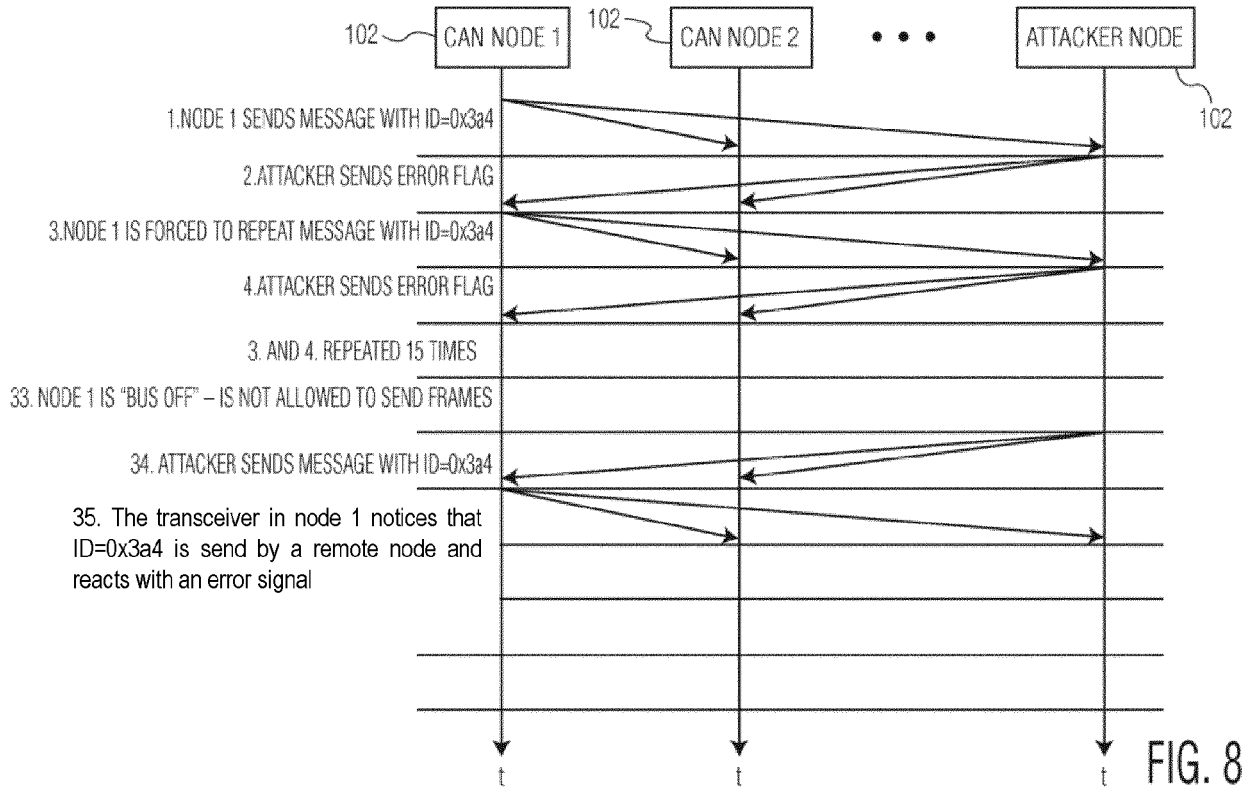 102
CAN NODE 1
102
CAN NODE 2
• • •
ATTACKER NODE
102
1.NODE 1 SENDS MESSAGE WITH ID=0x3a4
2.ATTACKER SENDS ERROR FLAG
3.NODE 1 IS FORCED TO REPEAT MESSAGE WITH ID=0x3a4
4.ATTACKER SENDS ERROR FLAG
3. AND 4. REPEATED 15 TIMES
33. NODE 1 IS "BUS OFF" – IS NOT ALLOWED TO SEND FRAMES
34. ATTACKER SENDS MESSAGE WITH ID=0x3a4
35. The transceiver in node 1 notices that
ID=0x3a4 is send by a remote node and
reacts with an error signal
t
t
t
FIG. 8